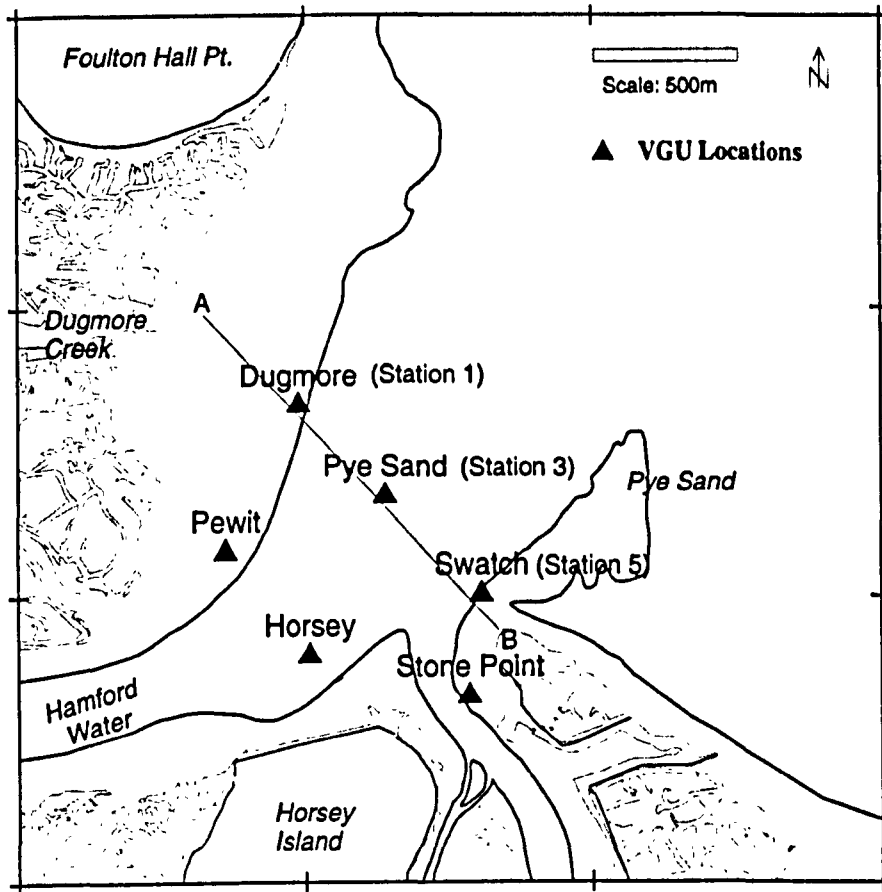 Foulton Hall Pt.
Scale: 500m
N
VGU Locations
A
Dugmore
Creek
Dugmore (Station 1)
Pye Sand (Station 3)
Pye Sand
Pewit
Swatch (Station 5)
Horsey
B
Stone Point
Hamford
Water
Horsey
Island